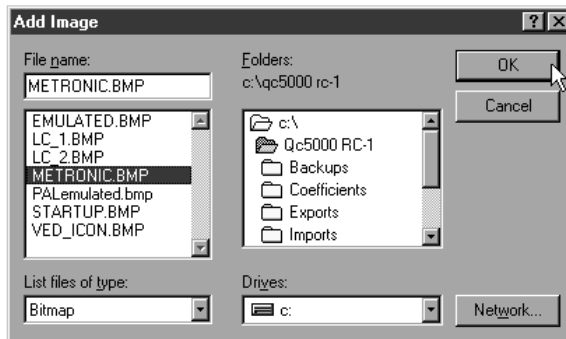 Add Image
File name:
METRONIC.BMP
EMULATED.BMP
LC_1.BMP
LC_2.BMP
METRONIC.BMP
PALemulated.bmp
STARTUP.BMP
VED_ICON.BMP
List files of type:
Bitmap
Folders:
c:\qc5000 rc-1
c:\
Qc5000 RC-1
Backups
Coefficients
Exports
Imports
Drives:
c:
OK
Cancel
Network...